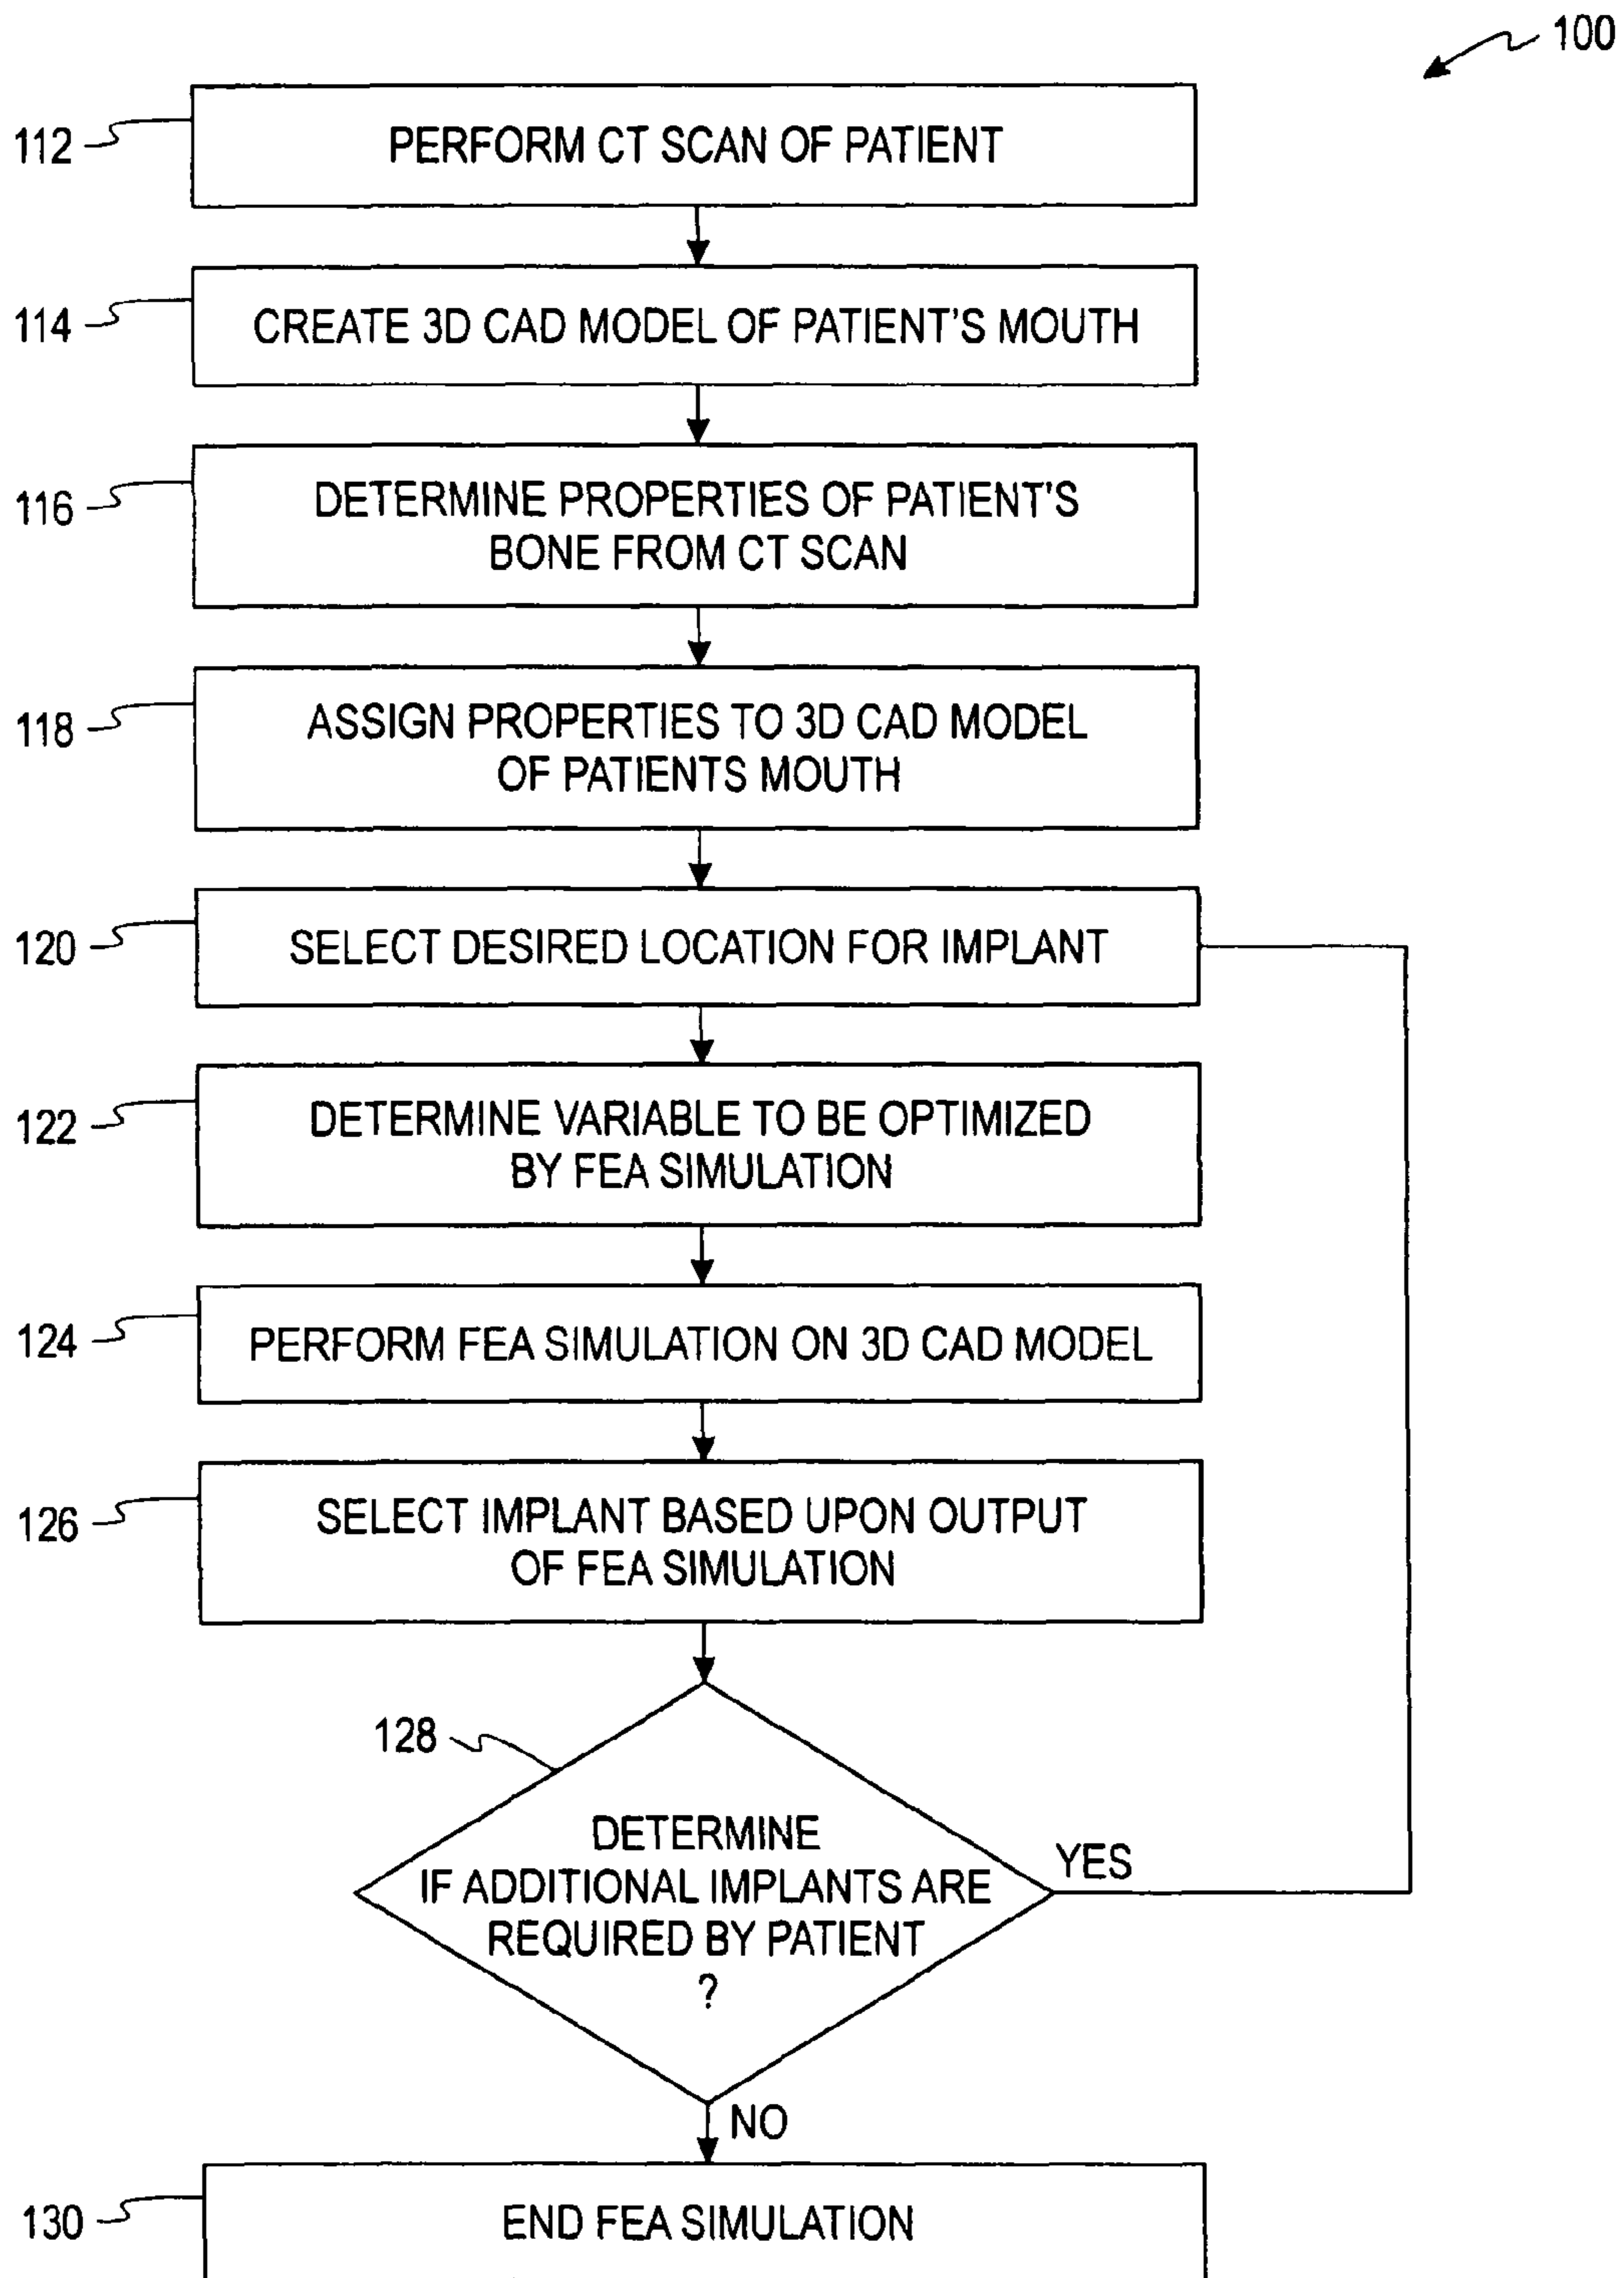 100
112
PERFORM CT SCAN OF PATIENT
114
CREATE 3D CAD MODEL OF PATIENT'S MOUTH
116
DETERMINE PROPERTIES OF PATIENT'S
BONE FROM CT SCAN
118
ASSIGN PROPERTIES TO 3D CAD MODEL
OF PATIENTS MOUTH
120
SELECT DESIRED LOCATION FOR IMPLANT
122
DETERMINE VARIABLE TO BE OPTIMIZED
BY FEA SIMULATION
124
PERFORM FEA SIMULATION ON 3D CAD MODEL
126
SELECT IMPLANT BASED UPON OUTPUT
OF FEA SIMULATION
128
DETERMINE
IF ADDITIONAL IMPLANTS ARE
REQUIRED BY PATIENT
?
YES
NO
130
END FEA SIMULATION